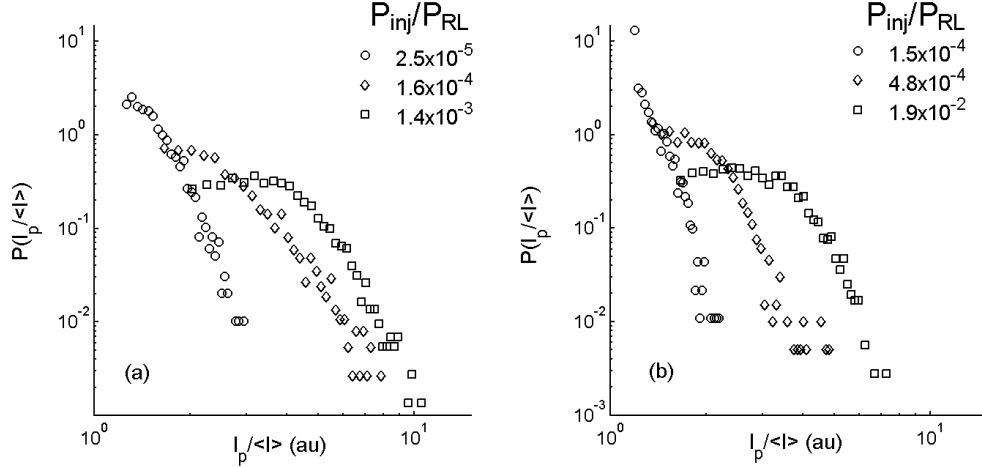 P_inj/P_RL
○ 2.5x10^-5
◇ 1.6x10^-4
□ 1.4x10^-3
10^1
10^0
10^-1
10^-2
P(I_p/<I>)
(a)
10^0
10^1
I_p/<I> (au)
P_inj/P_RL
○ 1.5x10^-4
◇ 4.8x10^-4
□ 1.9x10^-2
10^1
10^0
10^-1
10^-2
10^-3
P(I_p/<I>)
(b)
10^0
10^1
I_p/<I> (au)